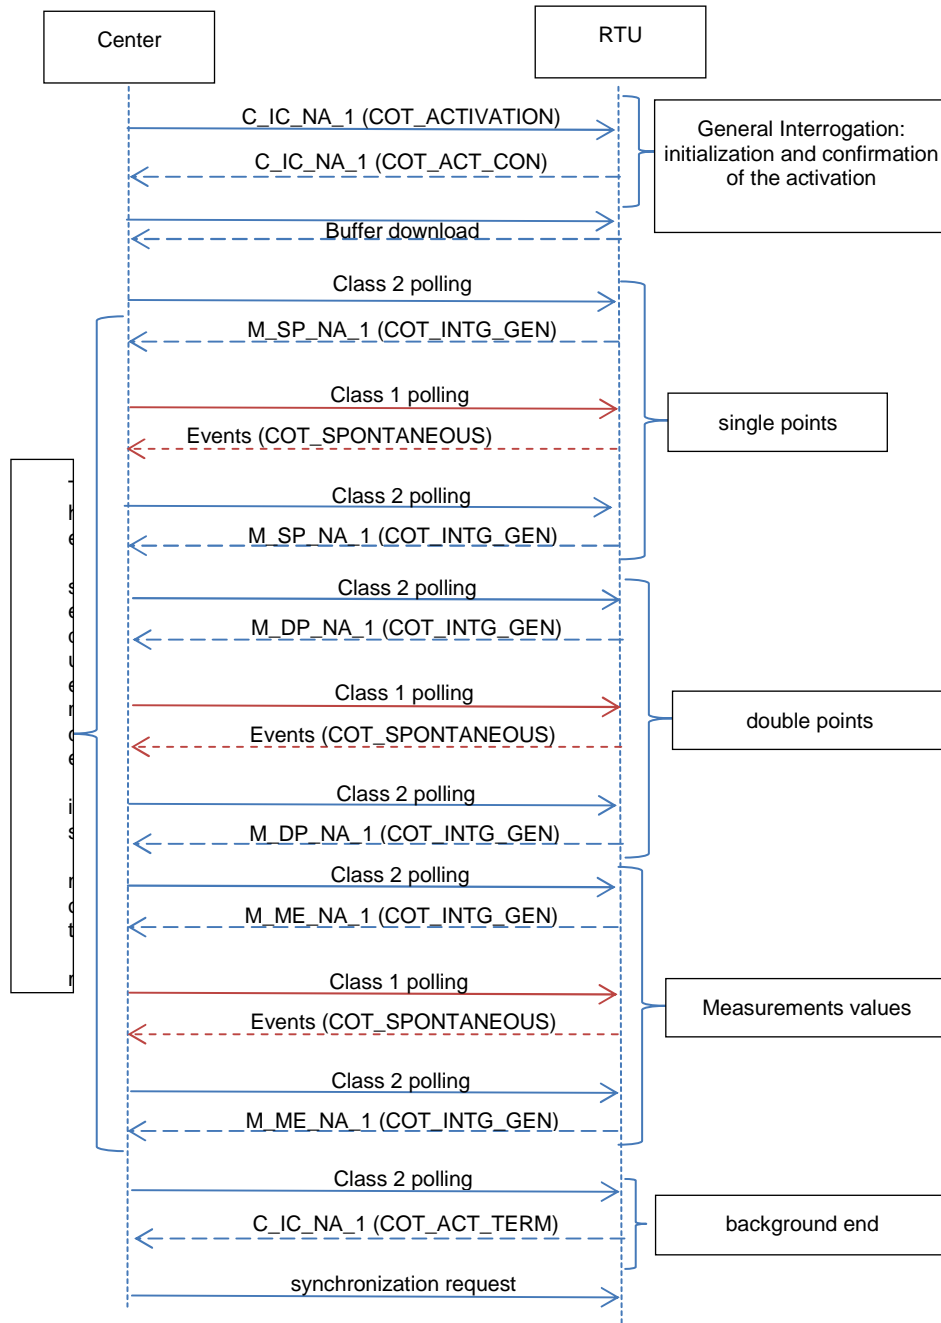 Center
RTU
C_IC_NA_1 (COT_ACTIVATION)
General Interrogation:
initialization and confirmation
of the activation
C_IC_NA_1 (COT_ACT_CON)
Buffer download
Class 2 polling
M_SP_NA_1 (COT_INTG_GEN)
Class 1 polling
single points
Events (COT_SPONTANEOUS)
Class 2 polling
M_SP_NA_1 (COT_INTG_GEN)
Class 2 polling
M_DP_NA_1 (COT_INTG_GEN)
Class 1 polling
double points
Events (COT_SPONTANEOUS)
Class 2 polling
M_DP_NA_1 (COT_INTG_GEN)
Class 2 polling
M_ME_NA_1 (COT_INTG_GEN)
Class 1 polling
Measurements values
Events (COT_SPONTANEOUS)
Class 2 polling
M_ME_NA_1 (COT_INTG_GEN)
Class 2 polling
C_IC_NA_1 (COT_ACT_TERM)
background end
synchronization request